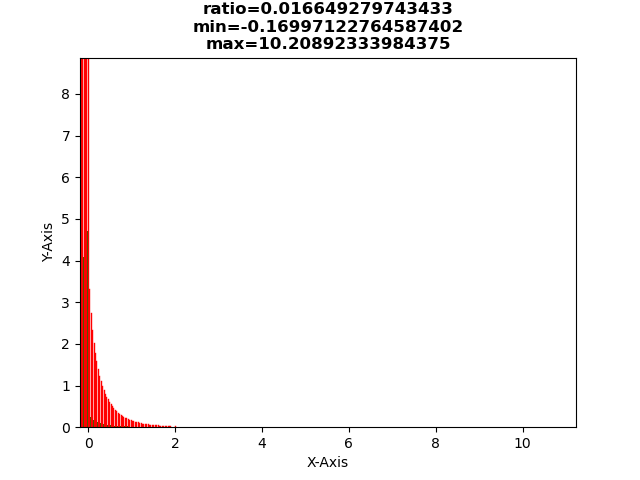 ratio=0.016649279743433
min=-0.16997122764587402
max=10.20892333984375
8
7
6
5
4
3
2
1
0
Y-Axis
0 2 4 6 8 10
X-Axis